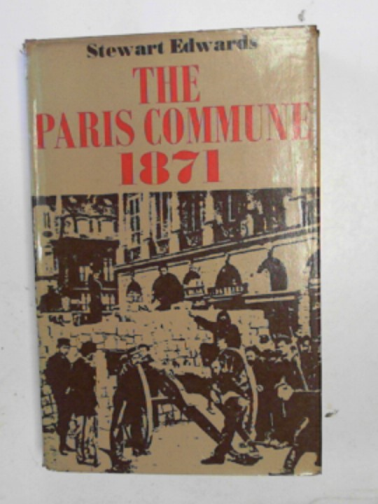 Stewart Edwards
THE
PARIS COMMUNE
1871